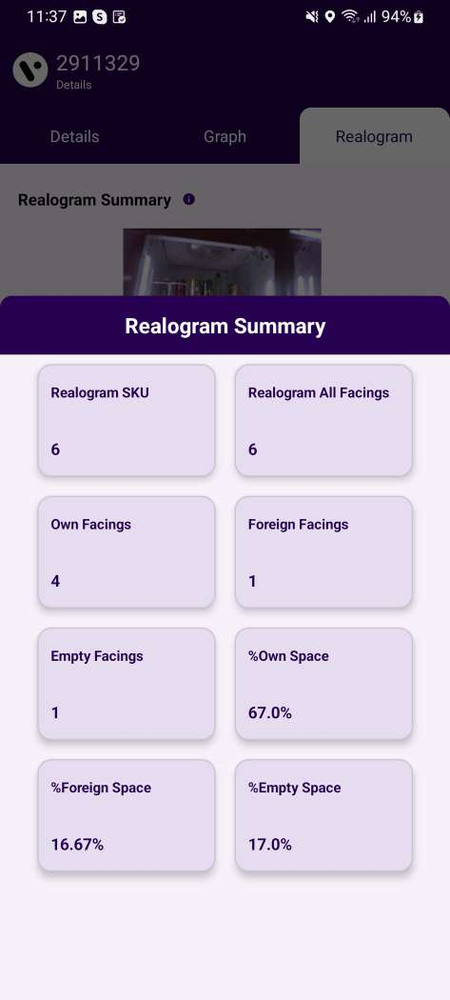 11:37 94%
2911329
Details
Details Graph Realogram
Realogram Summary
Realogram Summary
Realogram SKU Realogram All Facings
6 6
Own Facings Foreign Facings
4 1
Empty Facings %Own Space
1 67.0%
%Foreign Space %Empty Space
16.67% 17.0%